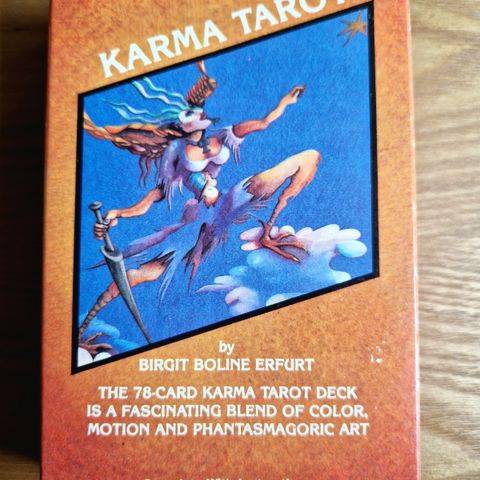 KARMA TAROT
by
BIRGIT BOLINE ERFURT
THE 78-CARD KARMA TAROT DECK
IS A FASCINATING BLEND OF COLOR,
MOTION AND PHANTASMAGORIC ART